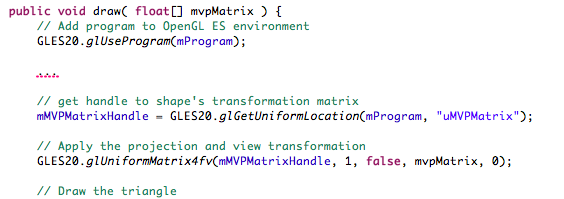 public void draw( float[] mvpMatrix ) {
// Add program to OpenGL ES environment
GLES20.glUseProgram(mProgram);
...
// get handle to shape's transformation matrix
mMVPMatrixHandle = GLES20.glGetUniformLocation(mProgram, "uMVPMatrix");
// Apply the projection and view transformation
GLES20.glUniformMatrix4fv(mMVPMatrixHandle, 1, false, mvpMatrix, 0);
// Draw the triangle